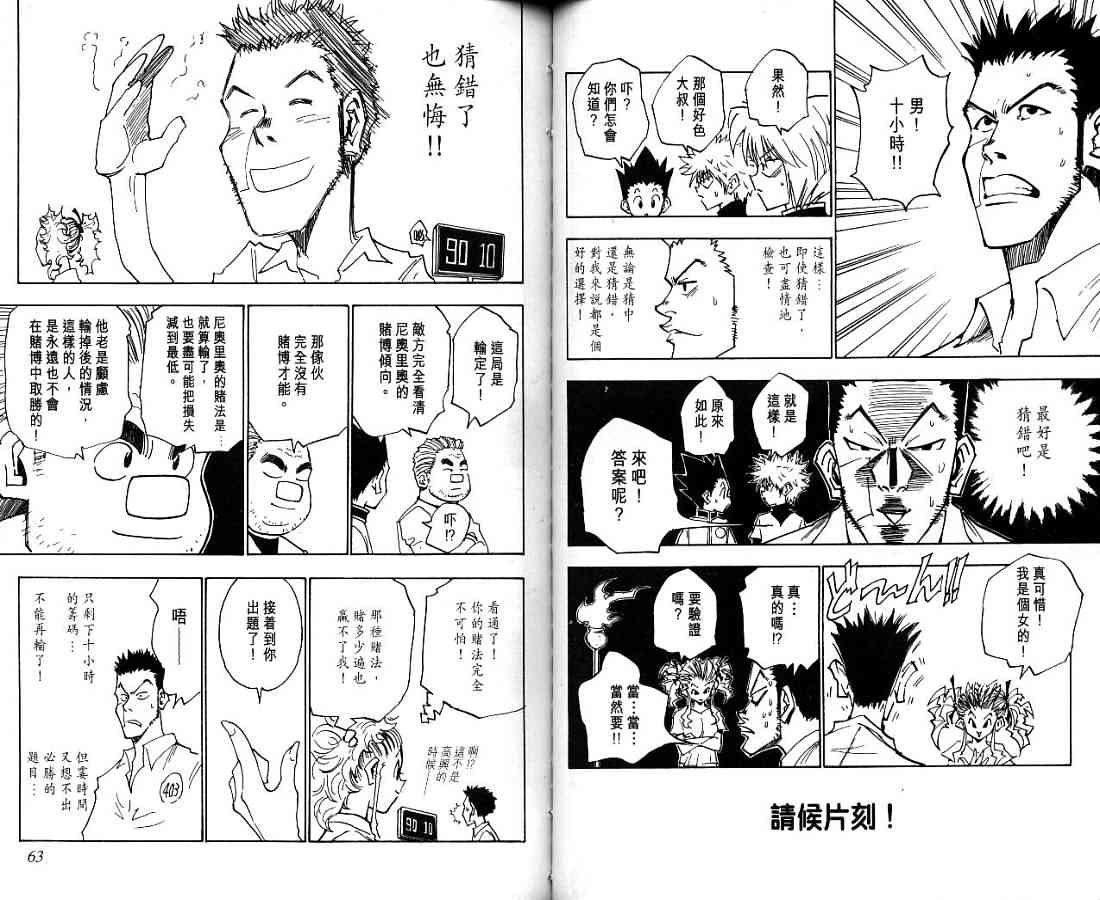 男！
十小時!!
果然！
那個好色
大叔！
吓？
你們怎會
知道？
這樣…
即使猜錯了，
也可盡情地
檢查！
無論是猜中
還是猜錯，
對我來説都是個
好的選擇！
最好是
猜錯吧！
就是
這樣！
原來
如此！
來吧！
答案呢？
真可惜！
我是個女的！
ど〜〜ん!!
真…
真的嗎!?
要驗證
嗎？
當…當…
當然要!!
請候片刻！
猜錯了
也無悔!!
90 10
這局是
輸定了！
敵方完全看清
尼奧里奧的
賭博傾向。
吓!?
那傢伙
完全沒有
賭博才能。
尼奧里奧的賭法是…
就算輸了，
也要盡可能把損失
減到最低。
他老是顧慮
輸掉後的情況，
這樣的人，
是永遠也不會
在賭博中取勝的！
看通了！
你的賭法完全
不可怕！
那種賭法，
賭多少遍也
贏不了我！
啊!?
這不是
高興的
時候…
90 10
接着到你
出題了！
唔——
只剩下十小時
的籌碼…
不能再輸了！
403
但霎時間
又想不出
必勝的
題目…
63